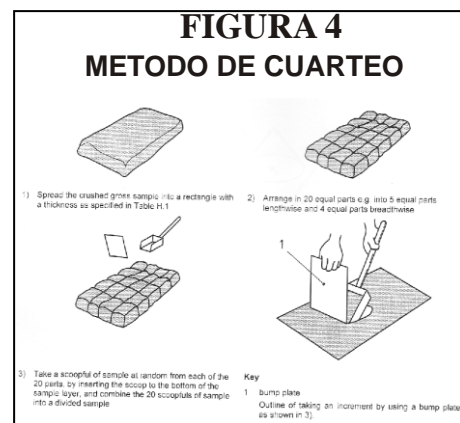 FIGURA 4
METODO DE CUARTEO
1) Spread the crushed gross sample into a rectangle with
a thickness as specified in Table H.1
2) Arrange in 20 equal parts e.g. into 5 equal parts
lengthwise and 4 equal parts breadthwise
1
3) Take a scoopful of sample at random from each of the
20 parts, by inserting the scoop to the bottom of the
sample layer, and combine the 20 scoopfuls of sample
into a divided sample
Key
1 bump plate
Outline of taking an increment by using a bump plate
as shown in 3).